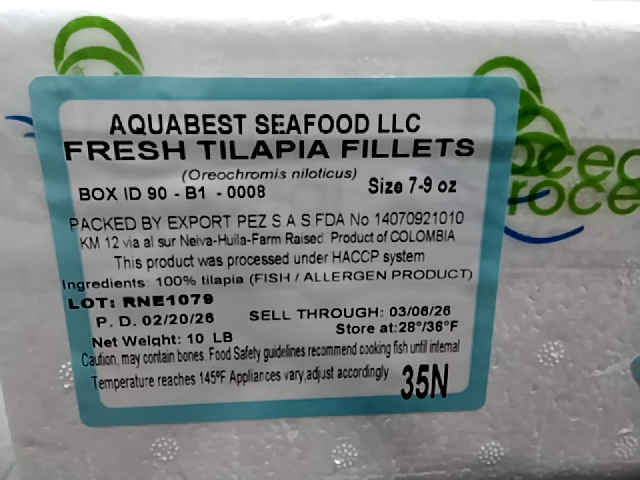 AQUABEST SEAFOOD LLC
FRESH TILAPIA FILLETS
(Oreochromis niloticus)
BOX ID 90 - B1 - 0008 Size 7-9 oz
PACKED BY EXPORT PEZ S.A.S.FDA No 14070921010
KM 12 via al sur Neiva-Huila-Farm Raised. Product of COLOMBIA
This product was processed under HACCP system
Ingredients: 100% tilapia (FISH / ALLERGEN PRODUCT)
LOT: RNE1079
P. D. 02/20/26 SELL THROUGH: 03/06/26
Net Weight: 10 LB Store at:28°/36°F
Caution, may contain bones. Food Safety guidelines recommend cooking fish until internal
Temperature reaches 145ºF Appliances vary,adjust accordingly 35N